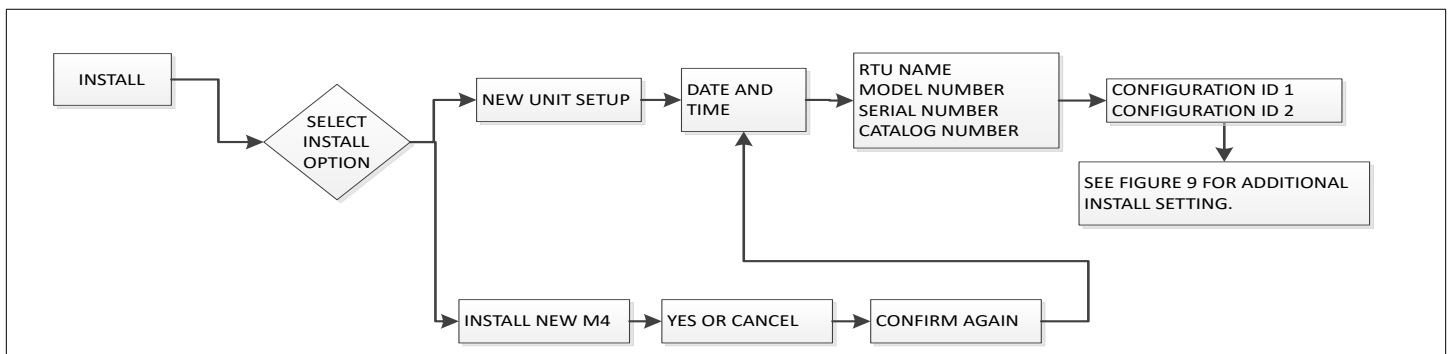 INSTALL
SELECT
INSTALL
OPTION
NEW UNIT SETUP
DATE AND
TIME
RTU NAME
MODEL NUMBER
SERIAL NUMBER
CATALOG NUMBER
CONFIGURATION ID 1
CONFIGURATION ID 2
SEE FIGURE 9 FOR ADDITIONAL
INSTALL SETTING.
INSTALL NEW M4
YES OR CANCEL
CONFIRM AGAIN